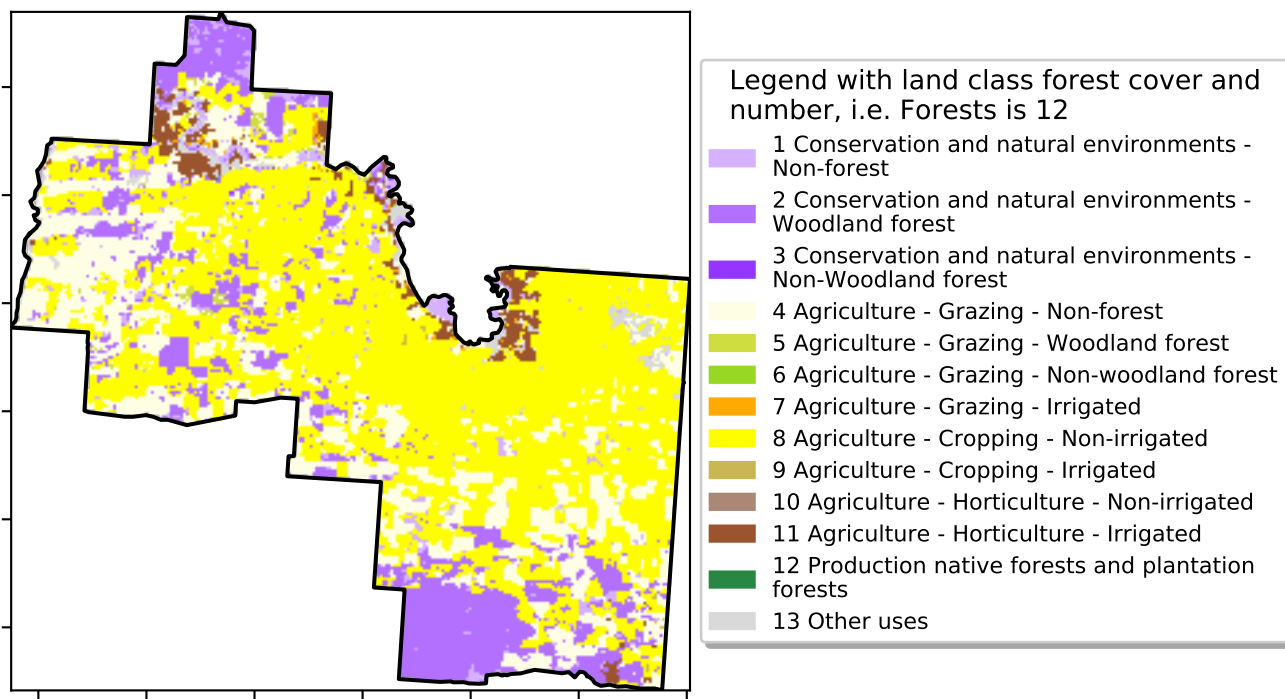 Legend with land class forest cover and
number, i.e. Forests is 12
1 Conservation and natural environments -
Non-forest
2 Conservation and natural environments -
Woodland forest
3 Conservation and natural environments -
Non-Woodland forest
4 Agriculture - Grazing - Non-forest
5 Agriculture - Grazing - Woodland forest
6 Agriculture - Grazing - Non-woodland forest
7 Agriculture - Grazing - Irrigated
8 Agriculture - Cropping - Non-irrigated
9 Agriculture - Cropping - Irrigated
10 Agriculture - Horticulture - Non-irrigated
11 Agriculture - Horticulture - Irrigated
12 Production native forests and plantation
forests
13 Other uses